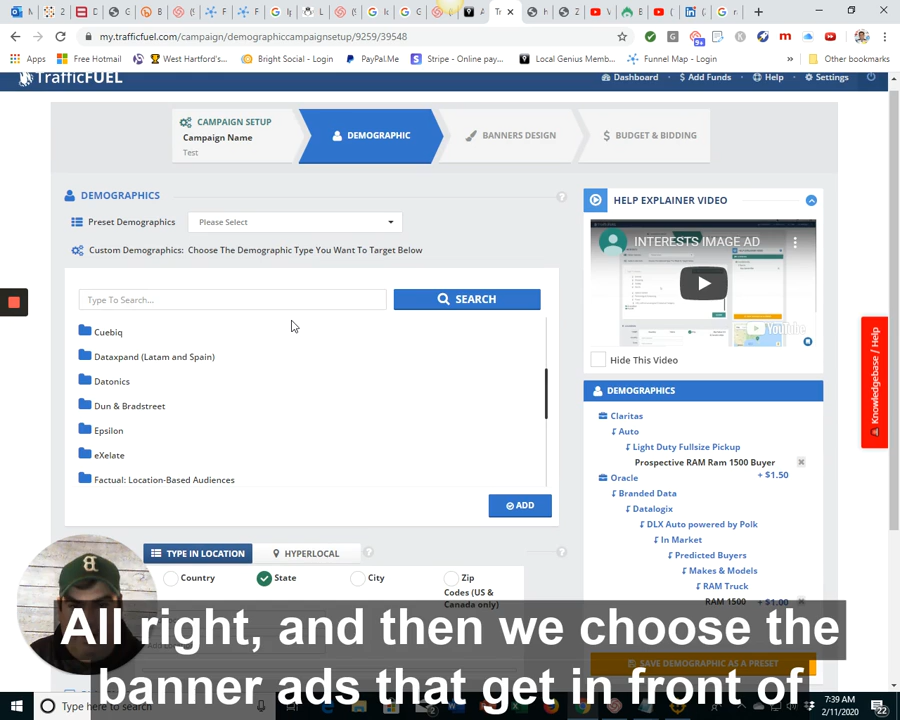 my.trafficfuel.com/campaign/demographiccampaignsetup/9259/39548
Apps Free Hotmail West Hartford's... Bright Social - Login PayPal.Me Stripe - Online pay... Local Genius Memb... Funnel Map - Login » Other bookmarks
TrafficFUEL
Dashboard Add Funds Help Settings
CAMPAIGN SETUP
Campaign Name
Test
DEMOGRAPHIC
BANNERS DESIGN
$ BUDGET & BIDDING
DEMOGRAPHICS
Preset Demographics Please Select
Custom Demographics: Choose The Demographic Type You Want To Target Below
Type To Search...
SEARCH
Cuebiq
Dataxpand (Latam and Spain)
Datonics
Dun & Bradstreet
Epsilon
eXelate
Factual: Location-Based Audiences
ADD
TYPE IN LOCATION
HYPERLOCAL
Country
State
City
Zip
Codes (US &
Canada only)
HELP EXPLAINER VIDEO
INTERESTS IMAGE AD
Hide This Video
DEMOGRAPHICS
Claritas
Auto
Light Duty Fullsize Pickup
Prospective RAM Ram 1500 Buyer
+ $1.50
Oracle
Branded Data
Datalogix
DLX Auto powered by Polk
In Market
Predicted Buyers
Makes & Models
RAM Truck
RAM 1500 + $1.00
SAVE DEMOGRAPHIC AS A PRESET
Knowledgebase / Help
All right, and then we choose the
banner ads that get in front of
Type here to search
7:39 AM
2/11/2020
22